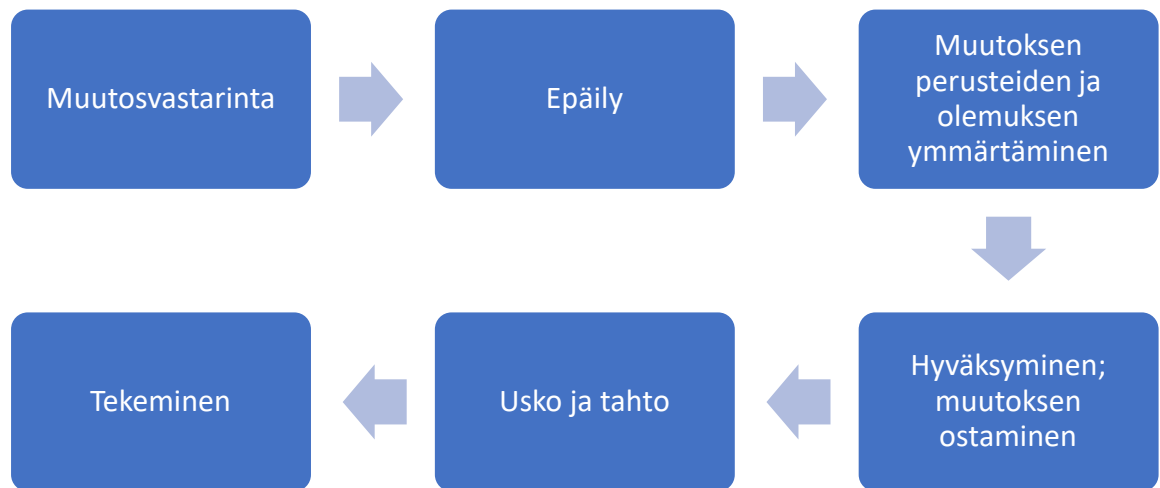 Muutosvastarinta
Epäily
Muutoksen
perusteiden ja
olemuksen
ymmärtäminen
Hyväksyminen;
muutoksen
ostaminen
Usko ja tahto
Tekeminen